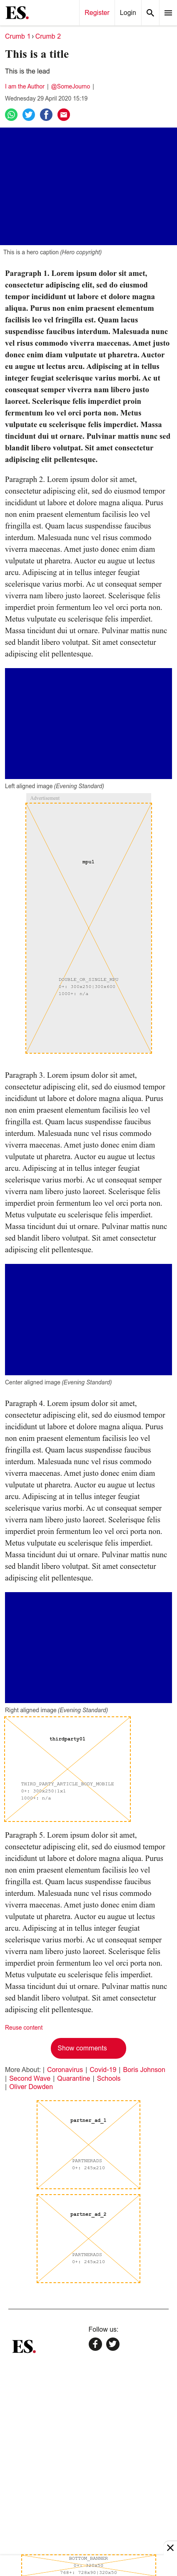 ES.
Register
Login
Crumb 1 › Crumb 2
This is a title
This is the lead
I am the Author | @SomeJourno |
Wednesday 29 April 2020 15:19
This is a hero caption (Hero copyright)
Paragraph 1. Lorem ipsum dolor sit amet,
consectetur adipiscing elit, sed do eiusmod
tempor incididunt ut labore et dolore magna
aliqua. Purus non enim praesent elementum
facilisis leo vel fringilla est. Quam lacus
suspendisse faucibus interdum. Malesuada nunc
vel risus commodo viverra maecenas. Amet justo
donec enim diam vulputate ut pharetra. Auctor
eu augue ut lectus arcu. Adipiscing at in tellus
integer feugiat scelerisque varius morbi. Ac ut
consequat semper viverra nam libero justo
laoreet. Scelerisque felis imperdiet proin
fermentum leo vel orci porta non. Metus
vulputate eu scelerisque felis imperdiet. Massa
tincidunt dui ut ornare. Pulvinar mattis nunc sed
blandit libero volutpat. Sit amet consectetur
adipiscing elit pellentesque.
Paragraph 2. Lorem ipsum dolor sit amet,
consectetur adipiscing elit, sed do eiusmod tempor
incididunt ut labore et dolore magna aliqua. Purus
non enim praesent elementum facilisis leo vel
fringilla est. Quam lacus suspendisse faucibus
interdum. Malesuada nunc vel risus commodo
viverra maecenas. Amet justo donec enim diam
vulputate ut pharetra. Auctor eu augue ut lectus
arcu. Adipiscing at in tellus integer feugiat
scelerisque varius morbi. Ac ut consequat semper
viverra nam libero justo laoreet. Scelerisque felis
imperdiet proin fermentum leo vel orci porta non.
Metus vulputate eu scelerisque felis imperdiet.
Massa tincidunt dui ut ornare. Pulvinar mattis nunc
sed blandit libero volutpat. Sit amet consectetur
adipiscing elit pellentesque.
Left aligned image (Evening Standard)
mpu1
DOUBLE_OR_SINGLE_MPU
0+: 300x250|300x600
1000+: n/a
Paragraph 3. Lorem ipsum dolor sit amet,
consectetur adipiscing elit, sed do eiusmod tempor
incididunt ut labore et dolore magna aliqua. Purus
non enim praesent elementum facilisis leo vel
fringilla est. Quam lacus suspendisse faucibus
interdum. Malesuada nunc vel risus commodo
viverra maecenas. Amet justo donec enim diam
vulputate ut pharetra. Auctor eu augue ut lectus
arcu. Adipiscing at in tellus integer feugiat
scelerisque varius morbi. Ac ut consequat semper
viverra nam libero justo laoreet. Scelerisque felis
imperdiet proin fermentum leo vel orci porta non.
Metus vulputate eu scelerisque felis imperdiet.
Massa tincidunt dui ut ornare. Pulvinar mattis nunc
sed blandit libero volutpat. Sit amet consectetur
adipiscing elit pellentesque.
Center aligned image (Evening Standard)
Paragraph 4. Lorem ipsum dolor sit amet,
consectetur adipiscing elit, sed do eiusmod tempor
incididunt ut labore et dolore magna aliqua. Purus
non enim praesent elementum facilisis leo vel
fringilla est. Quam lacus suspendisse faucibus
interdum. Malesuada nunc vel risus commodo
viverra maecenas. Amet justo donec enim diam
vulputate ut pharetra. Auctor eu augue ut lectus
arcu. Adipiscing at in tellus integer feugiat
scelerisque varius morbi. Ac ut consequat semper
viverra nam libero justo laoreet. Scelerisque felis
imperdiet proin fermentum leo vel orci porta non.
Metus vulputate eu scelerisque felis imperdiet.
Massa tincidunt dui ut ornare. Pulvinar mattis nunc
sed blandit libero volutpat. Sit amet consectetur
adipiscing elit pellentesque.
Right aligned image (Evening Standard)
thirdparty01
THIRD_PARTY_ARTICLE_BODY_MOBILE
0+: 300x250|1x1
1000+: n/a
Paragraph 5. Lorem ipsum dolor sit amet,
consectetur adipiscing elit, sed do eiusmod tempor
incididunt ut labore et dolore magna aliqua. Purus
non enim praesent elementum facilisis leo vel
fringilla est. Quam lacus suspendisse faucibus
interdum. Malesuada nunc vel risus commodo
viverra maecenas. Amet justo donec enim diam
vulputate ut pharetra. Auctor eu augue ut lectus
arcu. Adipiscing at in tellus integer feugiat
scelerisque varius morbi. Ac ut consequat semper
viverra nam libero justo laoreet. Scelerisque felis
imperdiet proin fermentum leo vel orci porta non.
Metus vulputate eu scelerisque felis imperdiet.
Massa tincidunt dui ut ornare. Pulvinar mattis nunc
sed blandit libero volutpat. Sit amet consectetur
adipiscing elit pellentesque.
Reuse content
Show comments
More About: | Coronavirus | Covid-19 | Boris Johnson
| Second Wave | Quarantine | Schools
| Oliver Dowden
partner_ad_1
PARTNERADS
0+: 245x210
partner_ad_2
PARTNERADS
0+: 245x210
ES.
Follow us:
BOTTOM_BANNER